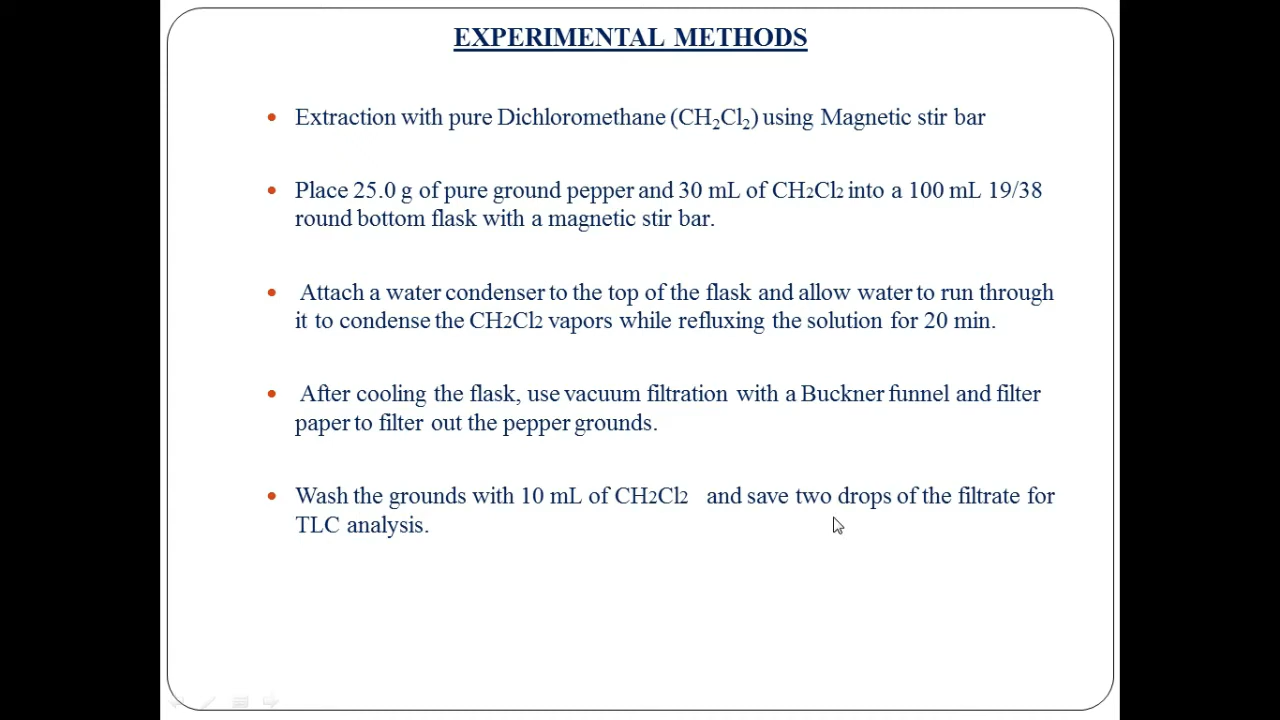 EXPERIMENTAL METHODS
• Extraction with pure Dichloromethane (CH₂Cl₂) using Magnetic stir bar
• Place 25.0 g of pure ground pepper and 30 mL of CH2Cl2 into a 100 mL 19/38
round bottom flask with a magnetic stir bar.
• Attach a water condenser to the top of the flask and allow water to run through
it to condense the CH2Cl2 vapors while refluxing the solution for 20 min.
• After cooling the flask, use vacuum filtration with a Buckner funnel and filter
paper to filter out the pepper grounds.
• Wash the grounds with 10 mL of CH2Cl2 and save two drops of the filtrate for
TLC analysis.